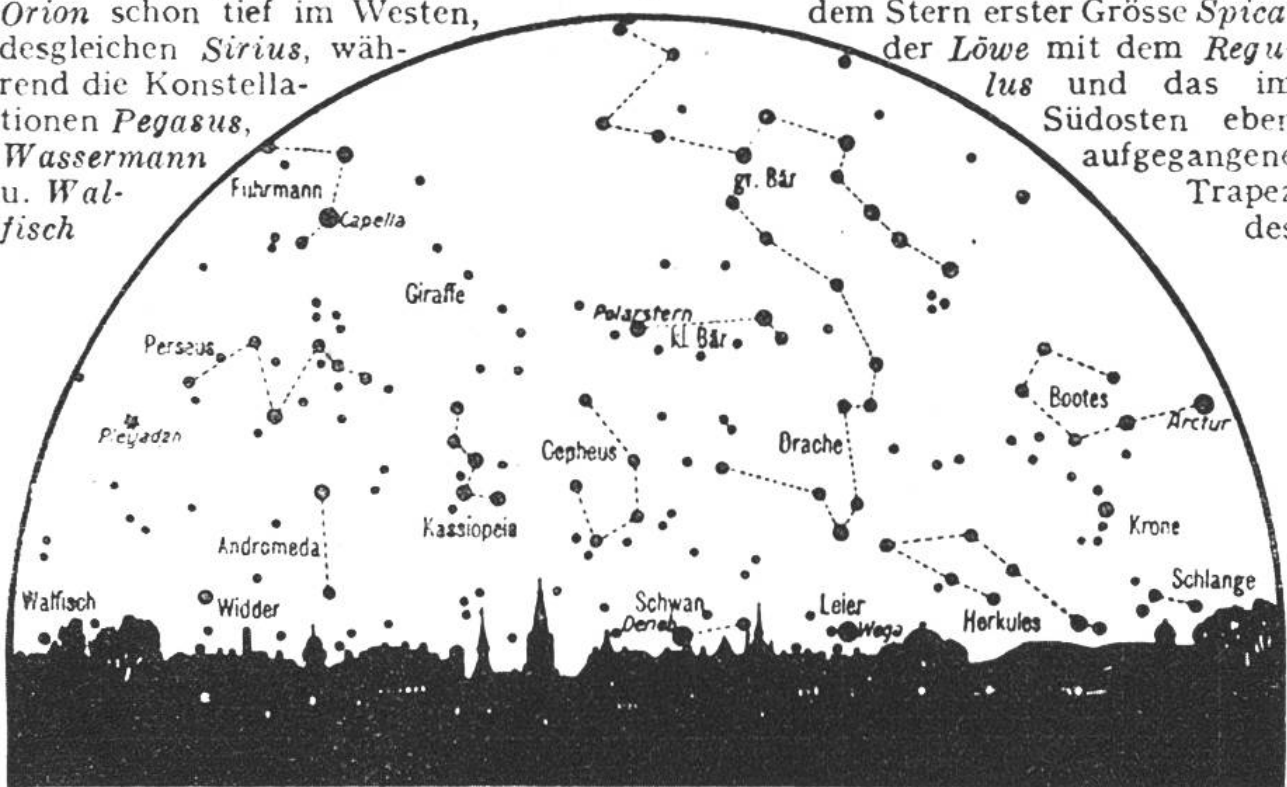 Orion schon tief im Westen,
desgleichen Sirius, wäh-
rend die Konstella-
tionen Pegasus,
Wassermann
u. Wal-
fisch
dem Stern erster Grösse Spica
der Löwe mit dem Regu-
lus und das im
Südosten eben
aufgegangene
Trapez
des
Fuhrmann
Capella
gr. Bär
Giraffe
Polarstern
kl. Bär
Perseus
Plejaden
Bootes
Arctur
Cepheus
Drache
Kassiopeia
Andromeda
Krone
Walfisch
Widder
Schwan
Deneb
Leier
Wega
Herkules
Schlange